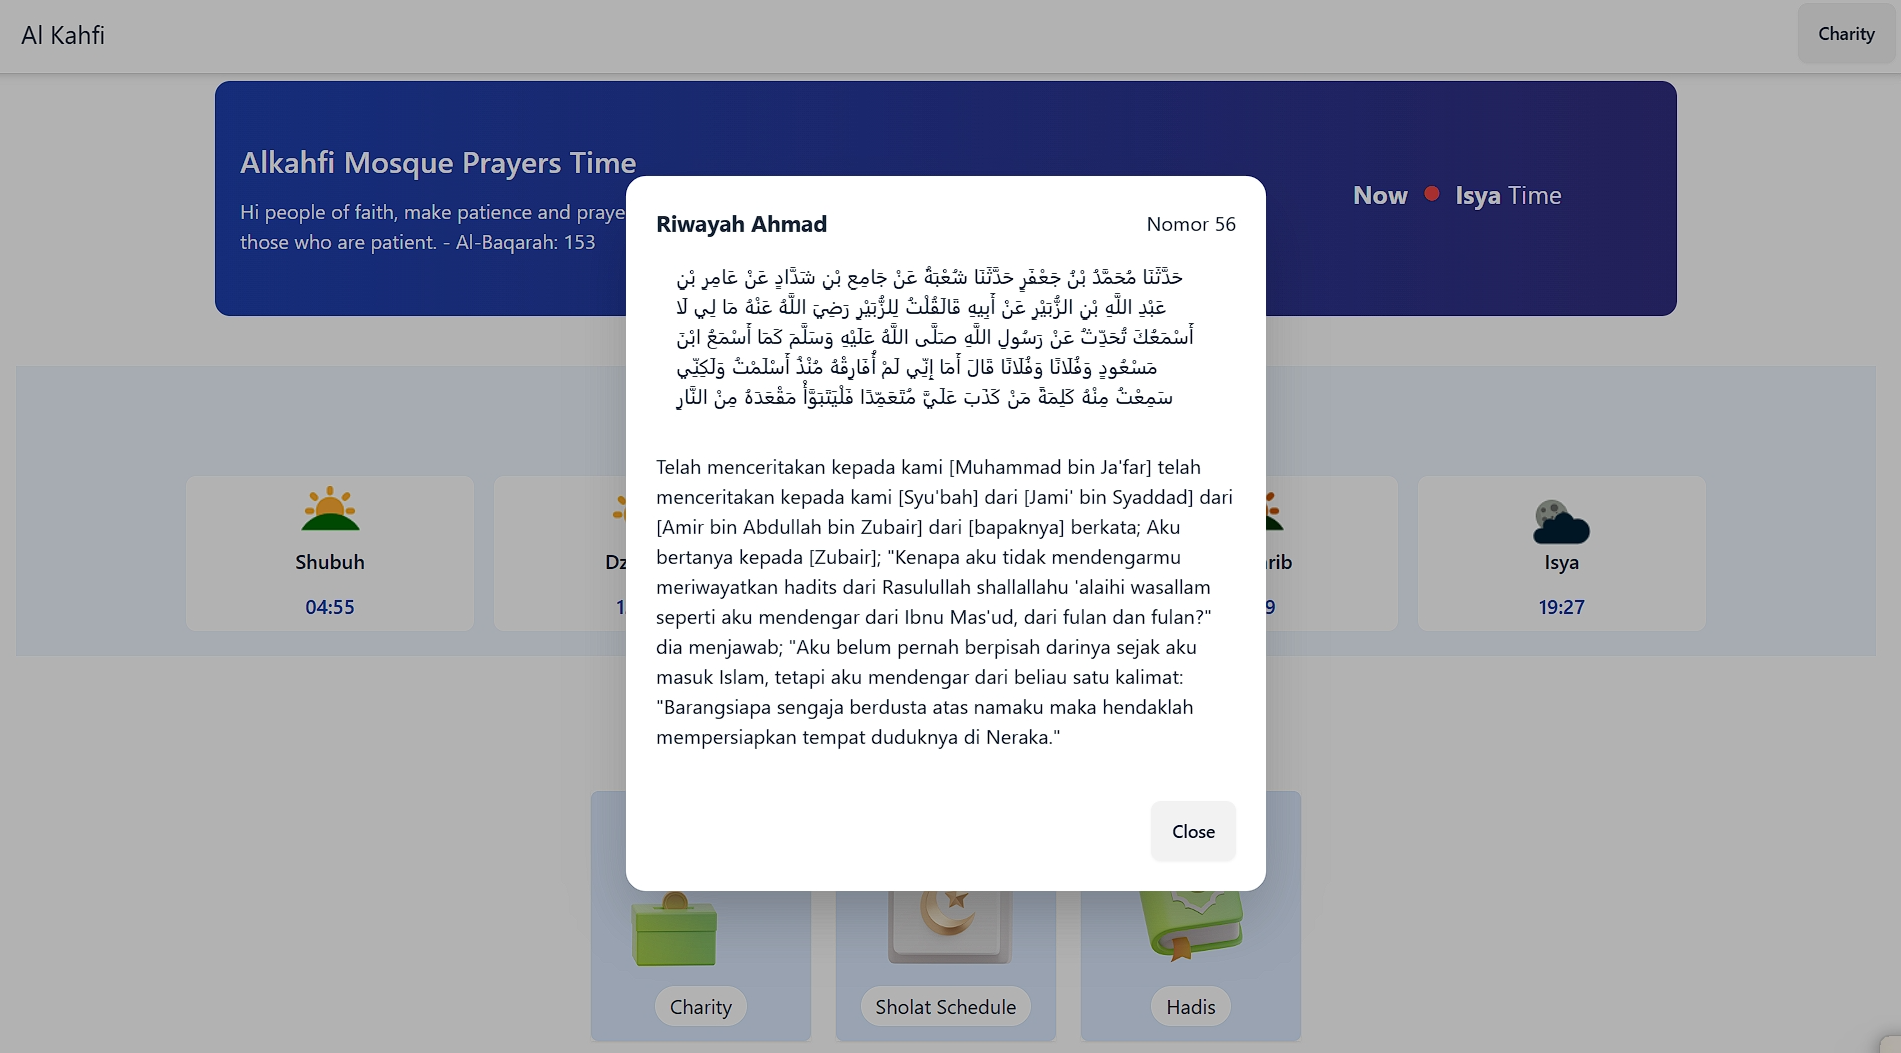 Al Kahfi
Charity
Alkahfi Mosque Prayers Time
Hi people of faith, make patience and praye
those who are patient. - Al-Baqarah: 153
Now Isya Time
Riwayah Ahmad
Nomor 56
حَدَّثَنَا مُحَمَّدُ بْنُ جَعْفَرٍ حَدَّثَنَا شُعْبَةُ عَنْ جَامِعِ بْنِ شَدَّادٍ عَنْ عَامِرِ بْنِ
عَبْدِ اللَّهِ بْنِ الزُّبَيْرِ عَنْ أَبِيهِ قَالَقُلْتُ لِلزُّبَيْرِ رَضِيَ اللَّهُ عَنْهُ مَا لِي لَا
أَسْمَعُكَ تُحَدِّثُ عَنْ رَسُولِ اللَّهِ صَلَّى اللَّهُ عَلَيْهِ وَسَلَّمَ كَمَا أَسْمَعُ ابْنَ
مَسْعُودٍ وَفُلَانًا وَفُلَانًا قَالَ أَمَا إِنِّي لَمْ أُفَارِقْهُ مُنْذُ أَسْلَمْتُ وَلَكِنِّي
سَمِعْتُ مِنْهُ كَلِمَةً مَنْ كَذَبَ عَلَيَّ مُتَعَمِّدًا فَلْيَتَبَوَّأْ مَقْعَدَهُ مِنْ النَّارِ
Telah menceritakan kepada kami [Muhammad bin Ja'far] telah
menceritakan kepada kami [Syu'bah] dari [Jami' bin Syaddad] dari
[Amir bin Abdullah bin Zubair] dari [bapaknya] berkata; Aku
bertanya kepada [Zubair]; "Kenapa aku tidak mendengarmu
meriwayatkan hadits dari Rasulullah shallallahu 'alaihi wasallam
seperti aku mendengar dari Ibnu Mas'ud, dari fulan dan fulan?"
dia menjawab; "Aku belum pernah berpisah darinya sejak aku
masuk Islam, tetapi aku mendengar dari beliau satu kalimat:
"Barangsiapa sengaja berdusta atas namaku maka hendaklah
mempersiapkan tempat duduknya di Neraka."
Close
Shubuh
04:55
Dz
1
rib
9
Isya
19:27
Charity
Sholat Schedule
Hadis